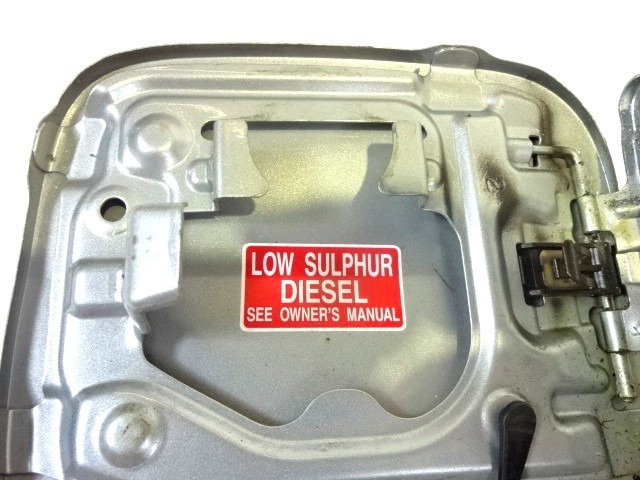 LOW SULPHUR
DIESEL
SEE OWNER'S MANUAL